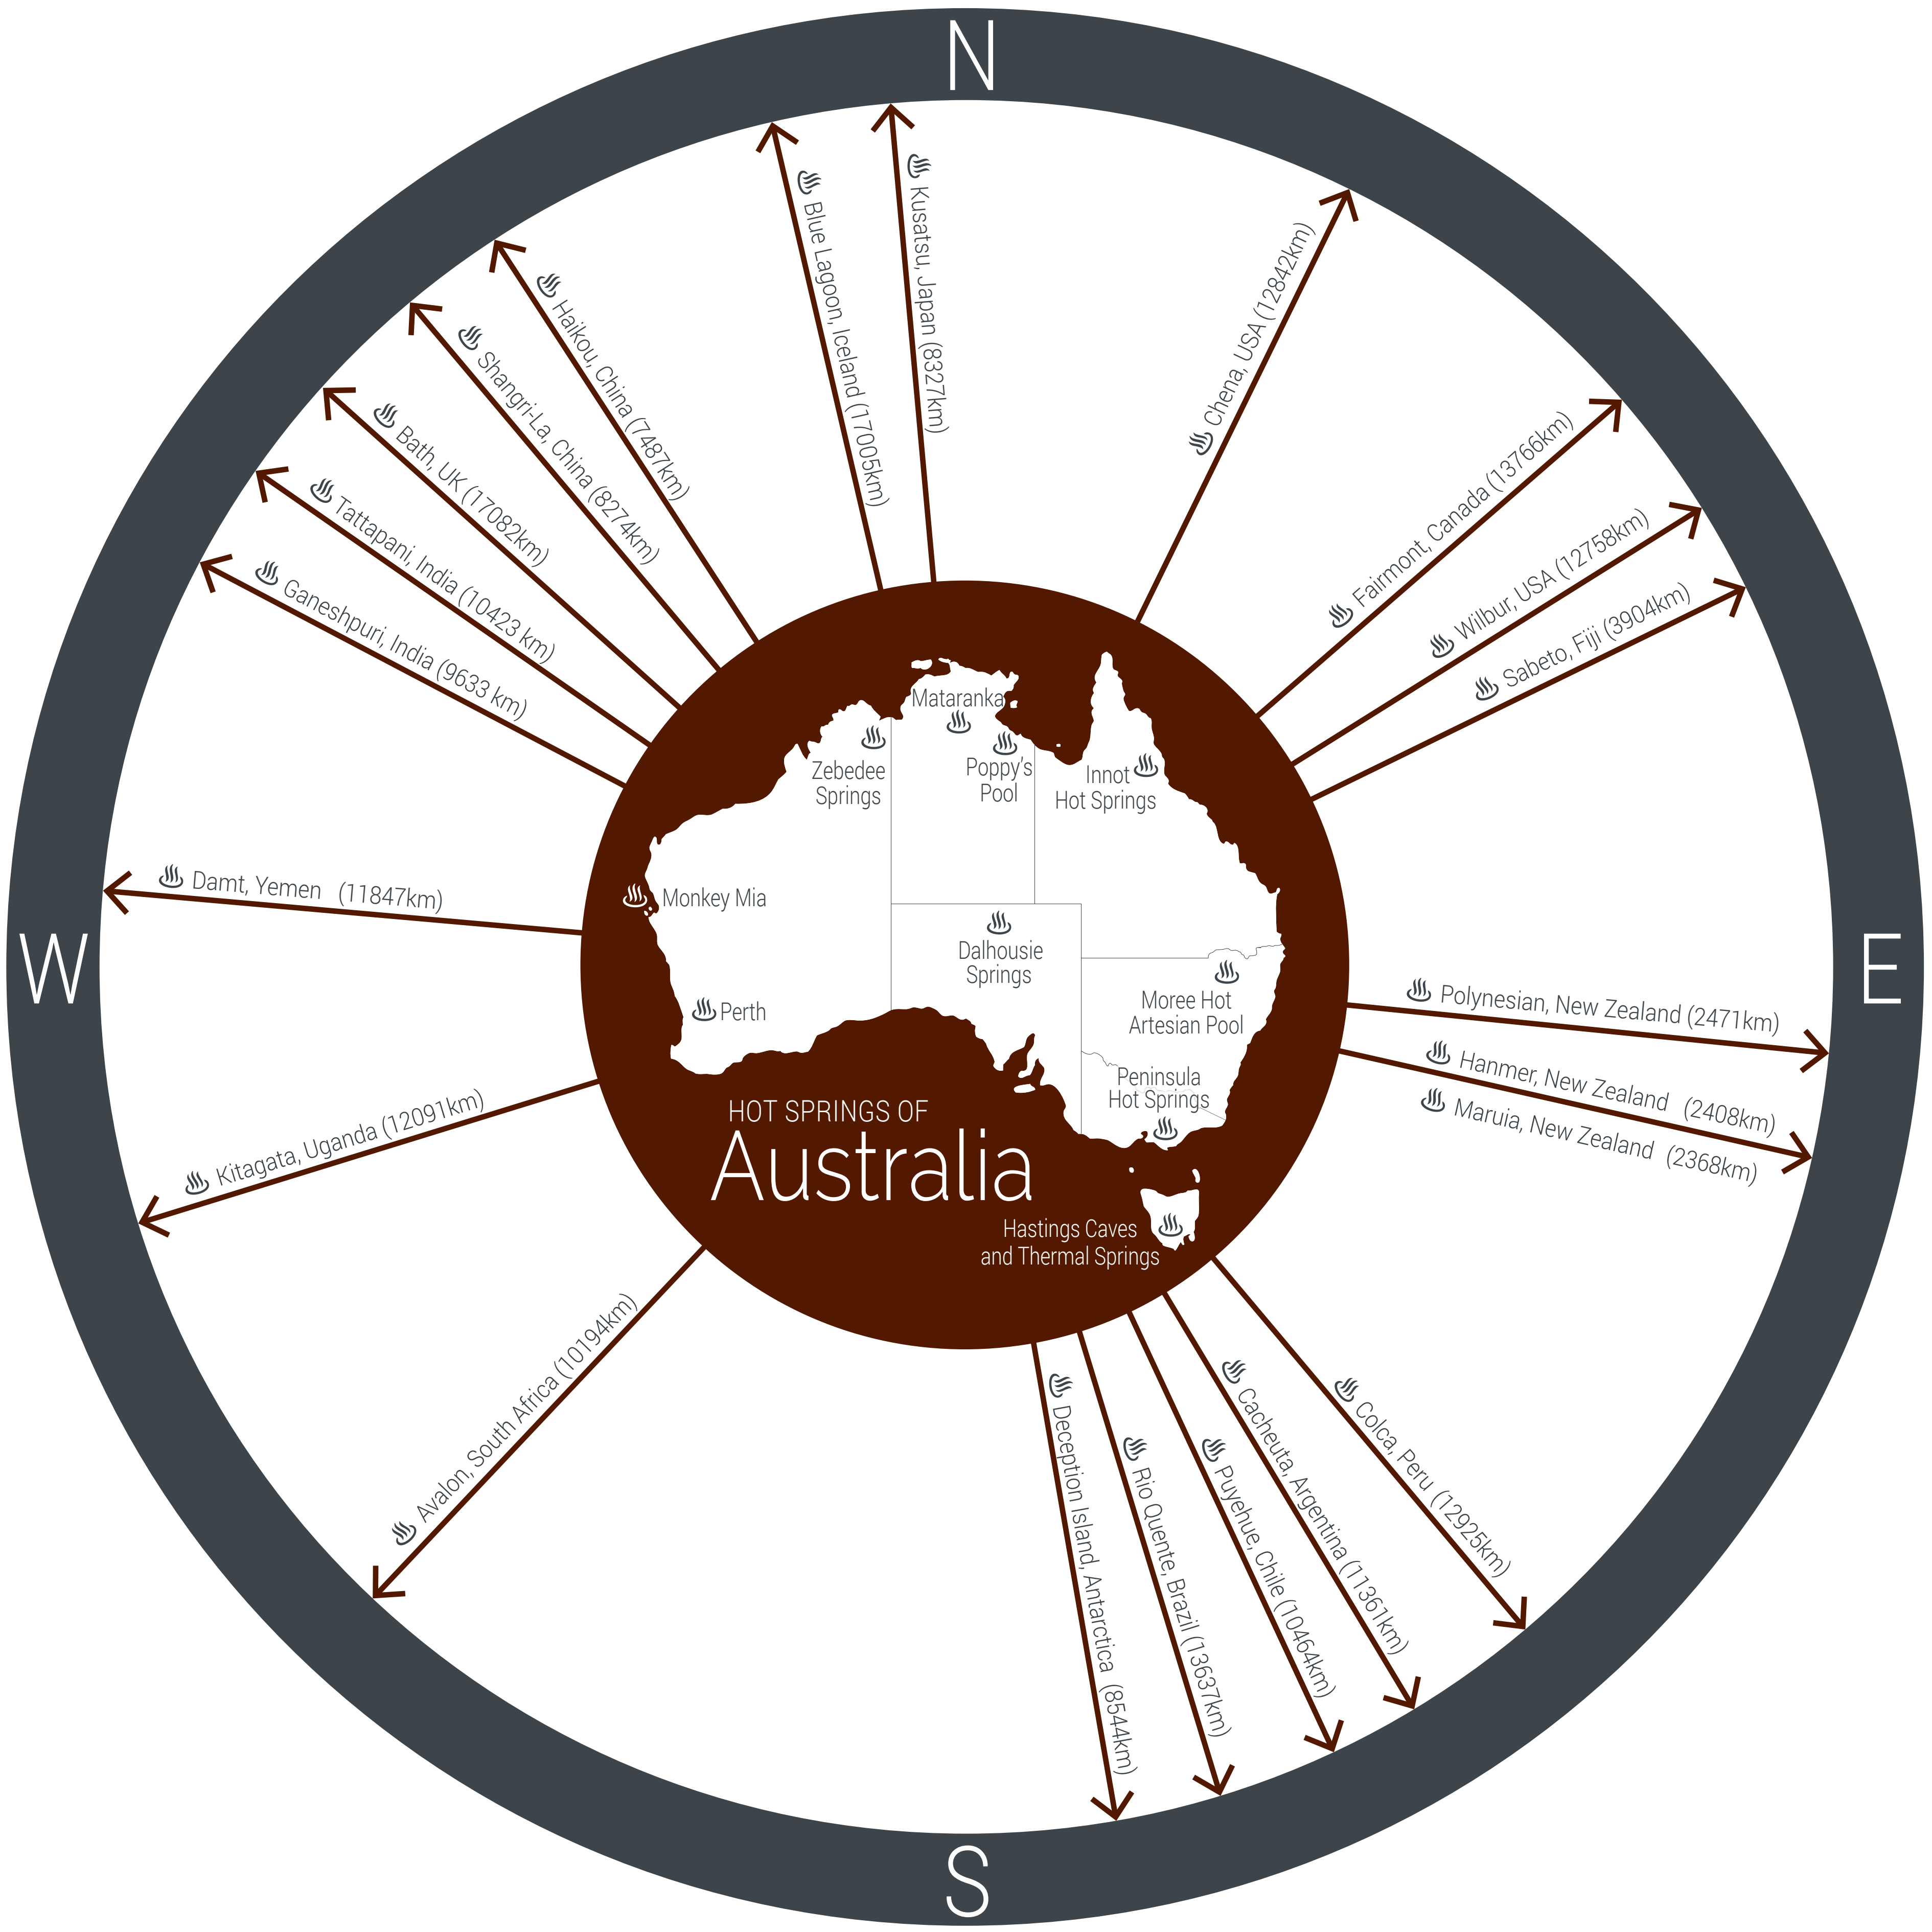 N
Blue Lagoon, Iceland (17005km)
Kusatsu, Japan (8327km)
Chena, USA (12842km)
Haikou, China (7487km)
Shangri-La, China (8274km)
Bath, UK (17082km)
Tattapani, India (10423 km)
Ganeshpuri, India (9633 km)
Fairmont, Canada (13766km)
Wilbur, USA (12758km)
Sabeto, Fiji (3904km)
Mataranka
Zebedee
Springs
Poppy's
Pool
Innot
Hot Springs
Damt, Yemen (11847km)
Monkey Mia
W
Dalhousie
Springs
E
Moree Hot
Artesian Pool
Perth
Polynesian, New Zealand (2471km)
Hanmer, New Zealand (2408km)
Maruia, New Zealand (2368km)
Peninsula
Hot Springs
Kitagata, Uganda (12091km)
HOT SPRINGS OF
Australia
Hastings Caves
and Thermal Springs
Avalon, South Africa (10194km)
Deception Island, Antarctica (8544km)
Rio Quente, Brazil (13637km)
Puyehue, Chile (10464km)
Cacheuta, Argentina (11361km)
Colca, Peru (12925km)
S